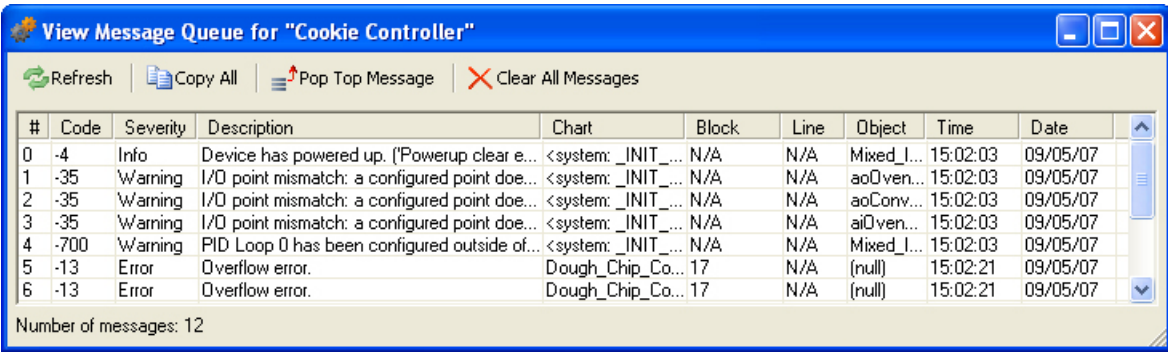 View Message Queue for "Cookie Controller"
Refresh Copy All Pop Top Message Clear All Messages
# Code Severity Description Chart Block Line Object Time Date
0 -4 Info Device has powered up. ('Powerup clear e... <system: _INIT_... N/A N/A Mixed_I... 15:02:03 09/05/07
1 -35 Warning I/O point mismatch: a configured point doe... <system: _INIT_... N/A N/A aoOven... 15:02:03 09/05/07
2 -35 Warning I/O point mismatch: a configured point doe... <system: _INIT_... N/A N/A aoConv... 15:02:03 09/05/07
3 -35 Warning I/O point mismatch: a configured point doe... <system: _INIT_... N/A N/A aiOven... 15:02:03 09/05/07
4 -700 Warning PID Loop 0 has been configured outside of... <system: _INIT_... N/A N/A Mixed_I... 15:02:03 09/05/07
5 -13 Error Overflow error. Dough_Chip_Co... 17 N/A (null) 15:02:21 09/05/07
6 -13 Error Overflow error. Dough_Chip_Co... 17 N/A (null) 15:02:21 09/05/07
Number of messages: 12